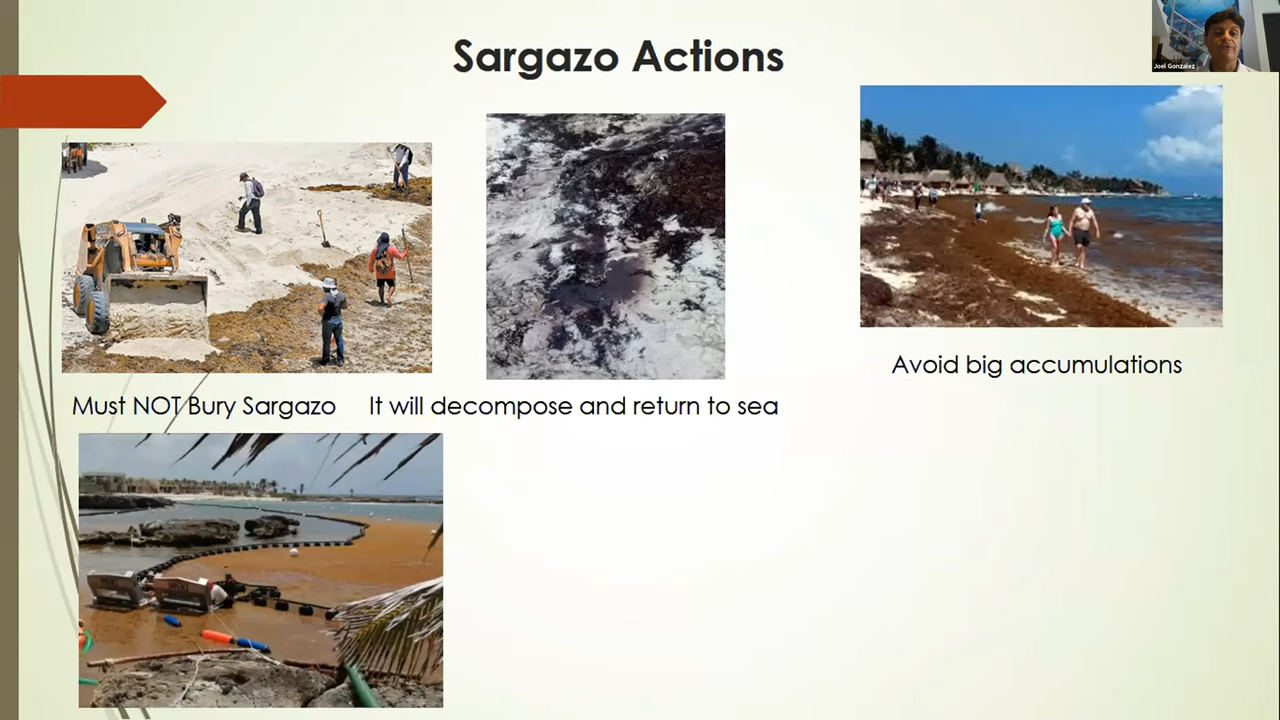 Sargazo Actions
Joel Gonzalez
Avoid big accumulations
Must NOT Bury Sargazo
It will decompose and return to sea